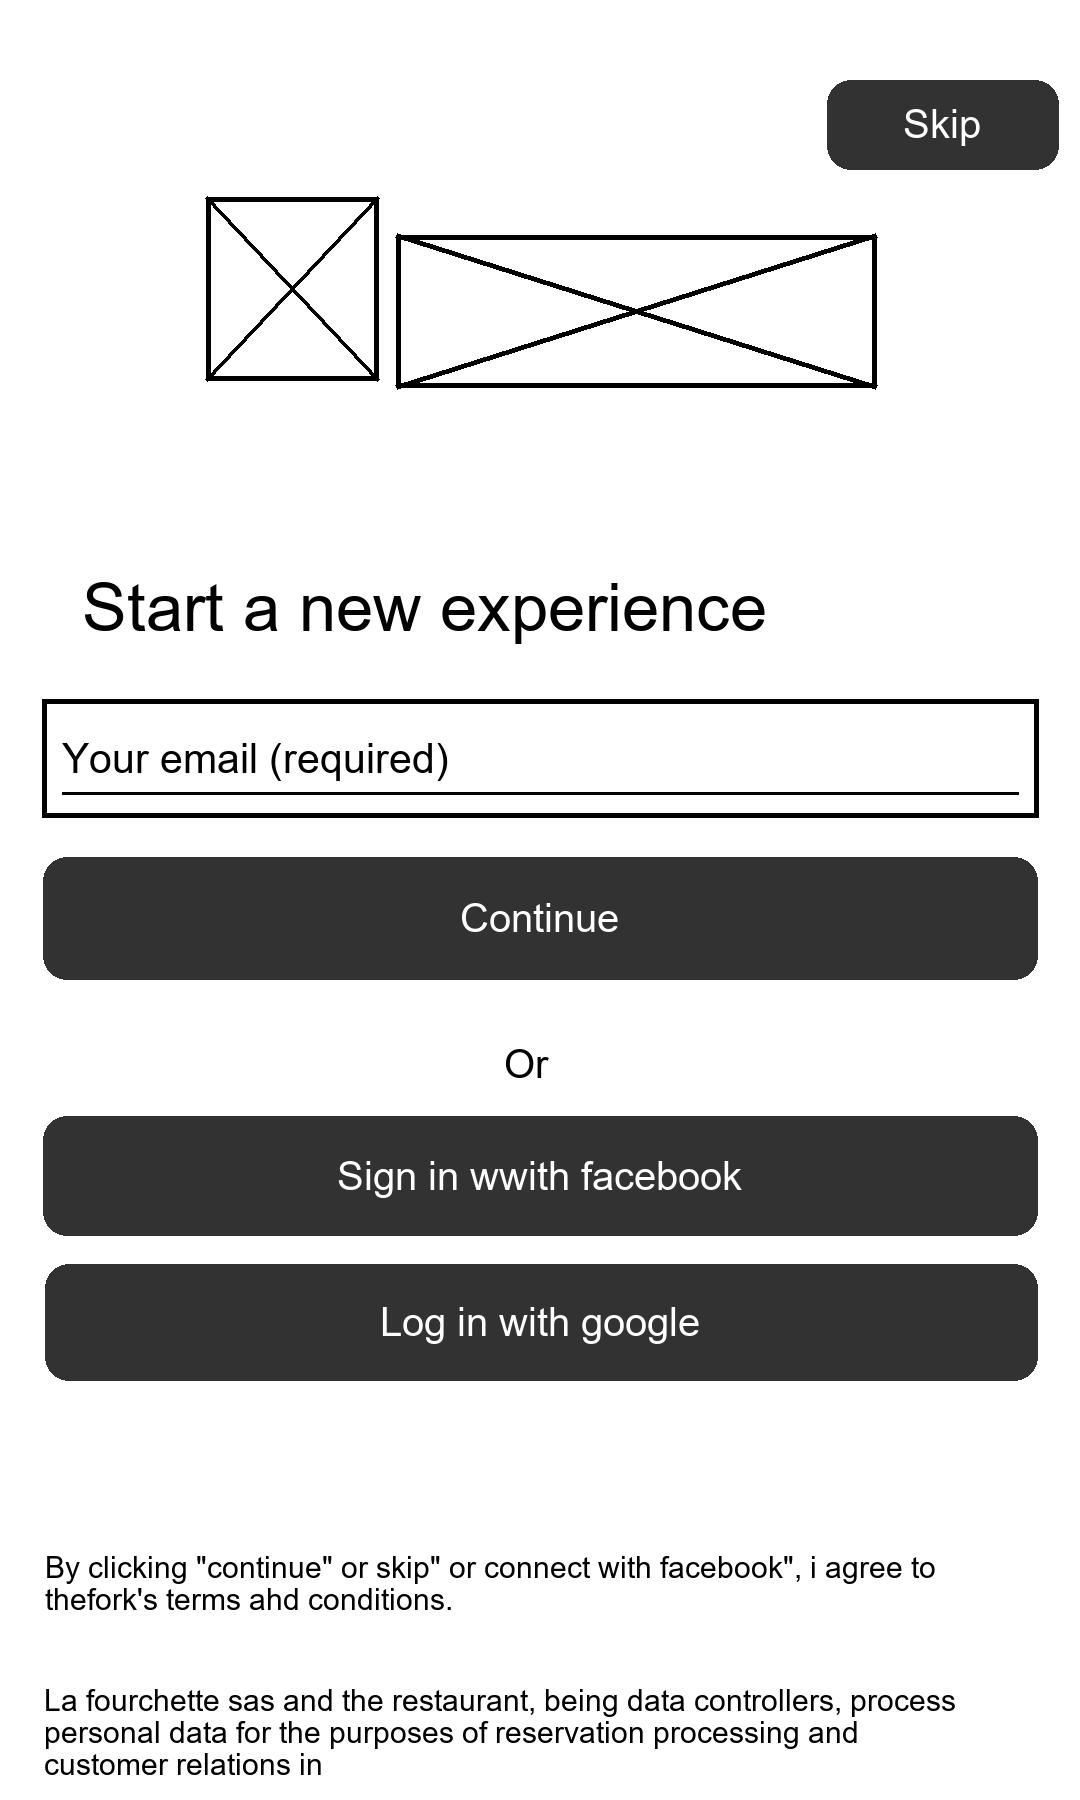 Skip
Start a new experience
Your email (required)
Continue
Or
Sign in wwith facebook
Log in with google
By clicking "continue" or skip" or connect with facebook", i agree to
thefork's terms ahd conditions.
La fourchette sas and the restaurant, being data controllers, process
personal data for the purposes of reservation processing and
customer relations in